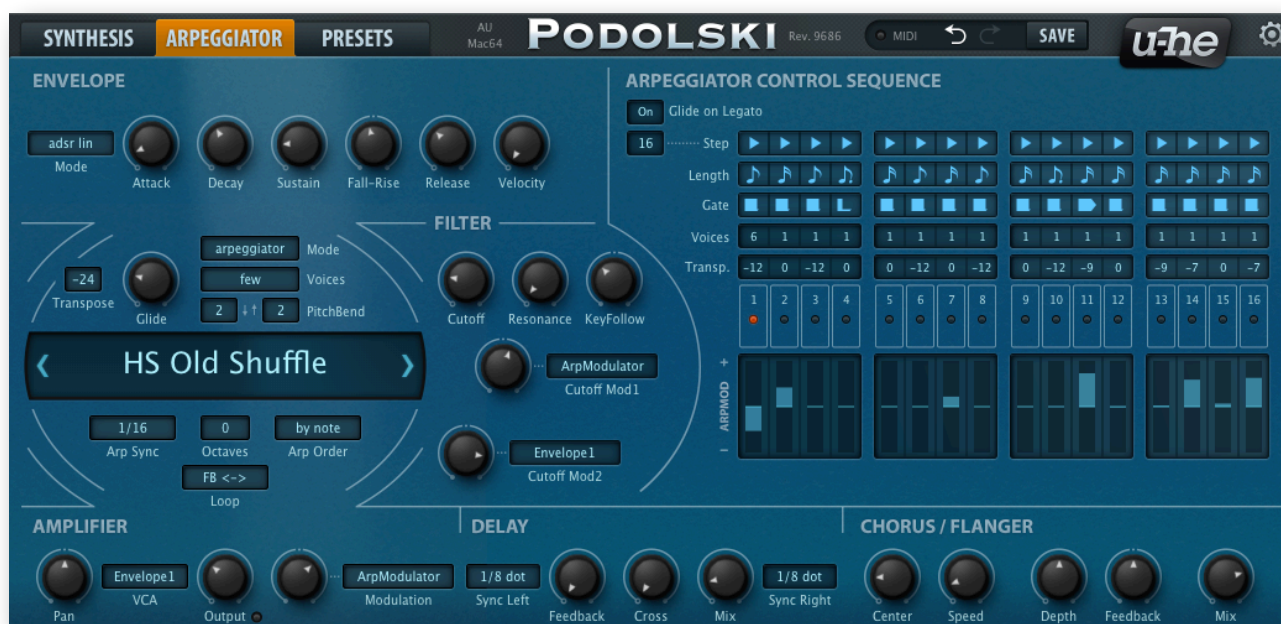 SYNTHESIS ARPEGGIATOR PRESETS AU Mac64 PODOLSKI Rev. 9686 MIDI SAVE u-he
ENVELOPE
adsr lin
Mode Attack Decay Sustain Fall-Rise Release Velocity
ARPEGGIATOR CONTROL SEQUENCE
On Glide on Legato
16 Step
Length
Gate
Voices 6 1 1 1 1 1 1 1 1 1 1 1 1 1 1 1
Transp. -12 0 -12 0 0 -12 0 -12 0 -12 -9 0 -9 -7 0 -7
1 2 3 4 5 6 7 8 9 10 11 12 13 14 15 16
+
ARPMOD
−
arpeggiator Mode
-24 few Voices
Transpose Glide 2 2 PitchBend
HS Old Shuffle
1/16 0 by note
Arp Sync Octaves Arp Order
FB <->
Loop
FILTER
Cutoff Resonance KeyFollow
ArpModulator
Cutoff Mod1
Envelope1
Cutoff Mod2
AMPLIFIER
Envelope1 ArpModulator
Pan VCA Output Modulation
DELAY
1/8 dot 1/8 dot
Sync Left Feedback Cross Mix Sync Right
CHORUS / FLANGER
Center Speed Depth Feedback Mix